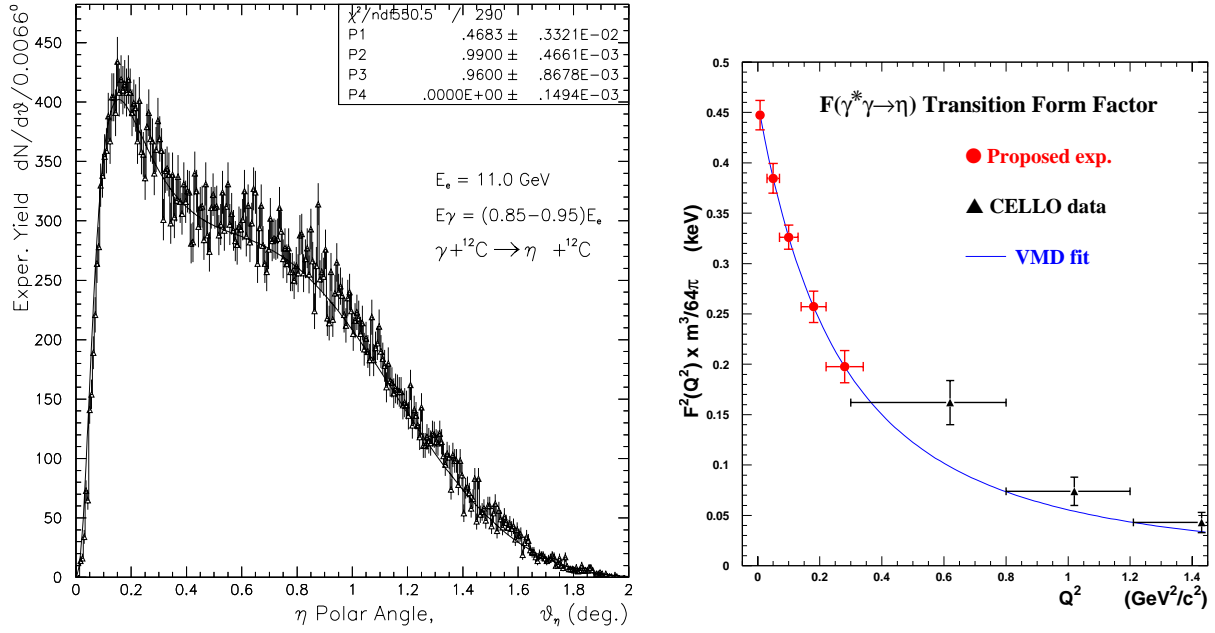 χ²/ndf550.5 / 290
P1 .4683 ± .3321E-02
P2 .9900 ± .4661E-03
P3 .9600 ± .8678E-03
P4 .0000E+00 ± .1494E-03
Exper. Yield dN/dϑ/0.0066°
450
400
350
300
250
200
150
100
50
0
E_e = 11.0 GeV
Eγ = (0.85−0.95)E_e
γ+¹²C → η +¹²C
0 0.2 0.4 0.6 0.8 1 1.2 1.4 1.6 1.8 2
η Polar Angle, ϑ_η (deg.)
F²(Q²) x m³/64π (keV)
0.5
0.45
0.4
0.35
0.3
0.25
0.2
0.15
0.1
0.05
0
F(γ*γ→η) Transition Form Factor
Proposed exp.
CELLO data
VMD fit
0 0.2 0.4 0.6 0.8 1 1.2 1.4
Q² (GeV²/c²)